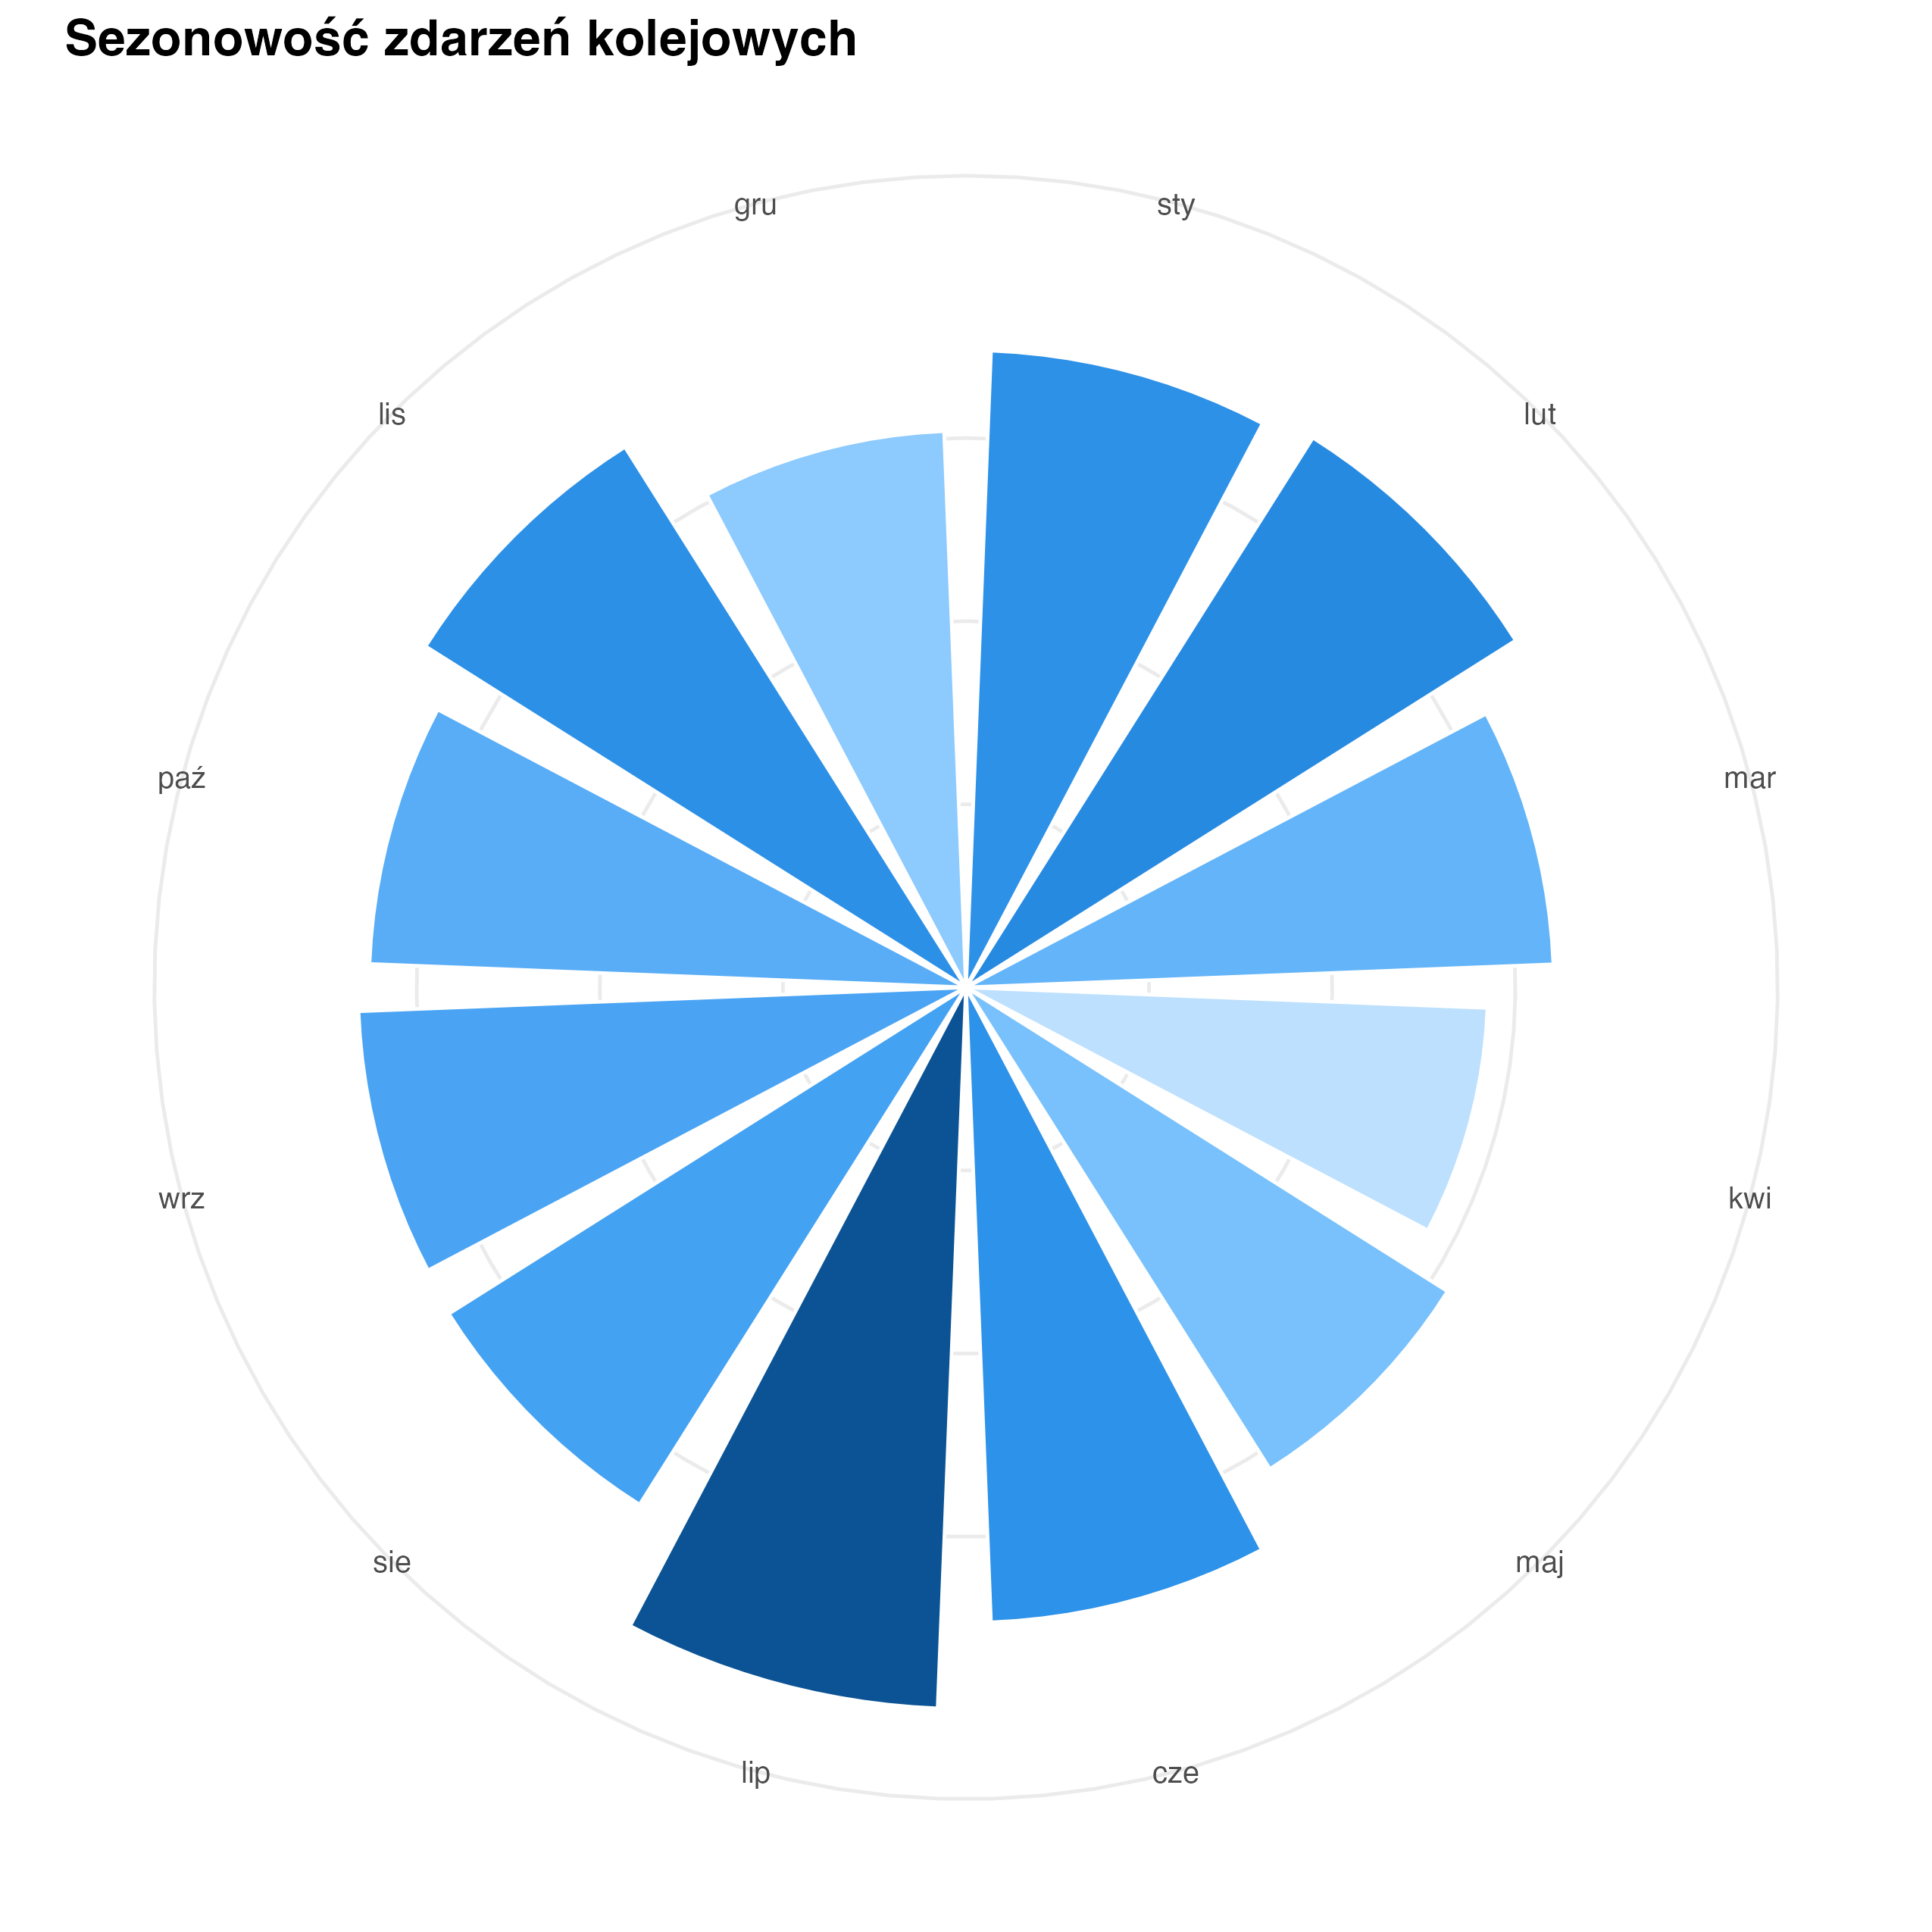 Sezonowość zdarzeń kolejowych
gru
sty
lis
lut
paź
mar
wrz
kwi
sie
maj
lip
cze